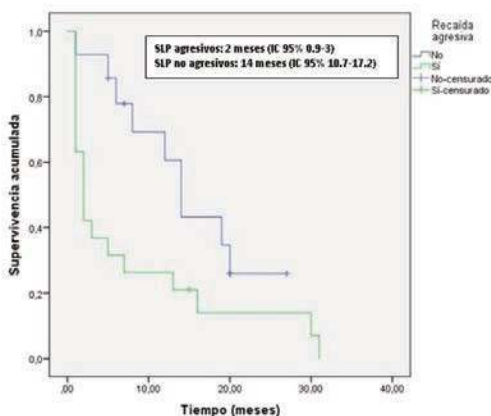 SLP agresivos: 2 meses (IC 95% 0.9-3)
SLP no agresivos: 14 meses (IC 95% 10.7-17.2)
Recaída
agresiva
No
Sí
No-censurado
Sí-censurado
Supervivencia acumulada
1,0
0,8
0,6
0,4
0,2
0,0
,00
10,00
20,00
30,00
40,00
Tiempo (meses)